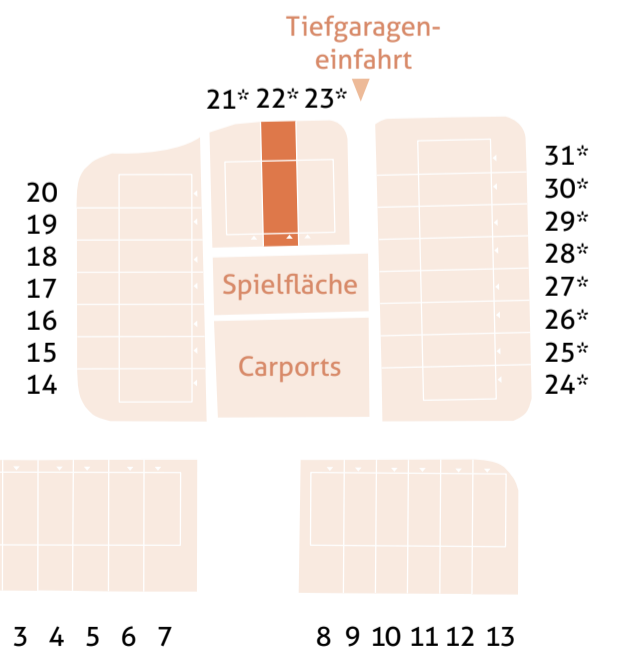 Tiefgaragen-
einfahrt
21* 22* 23*
31*
30*
29*
28*
27*
26*
25*
24*
20
19
18
17
16
15
14
Spielfläche
Carports
3 4 5 6 7
8 9 10 11 12 13